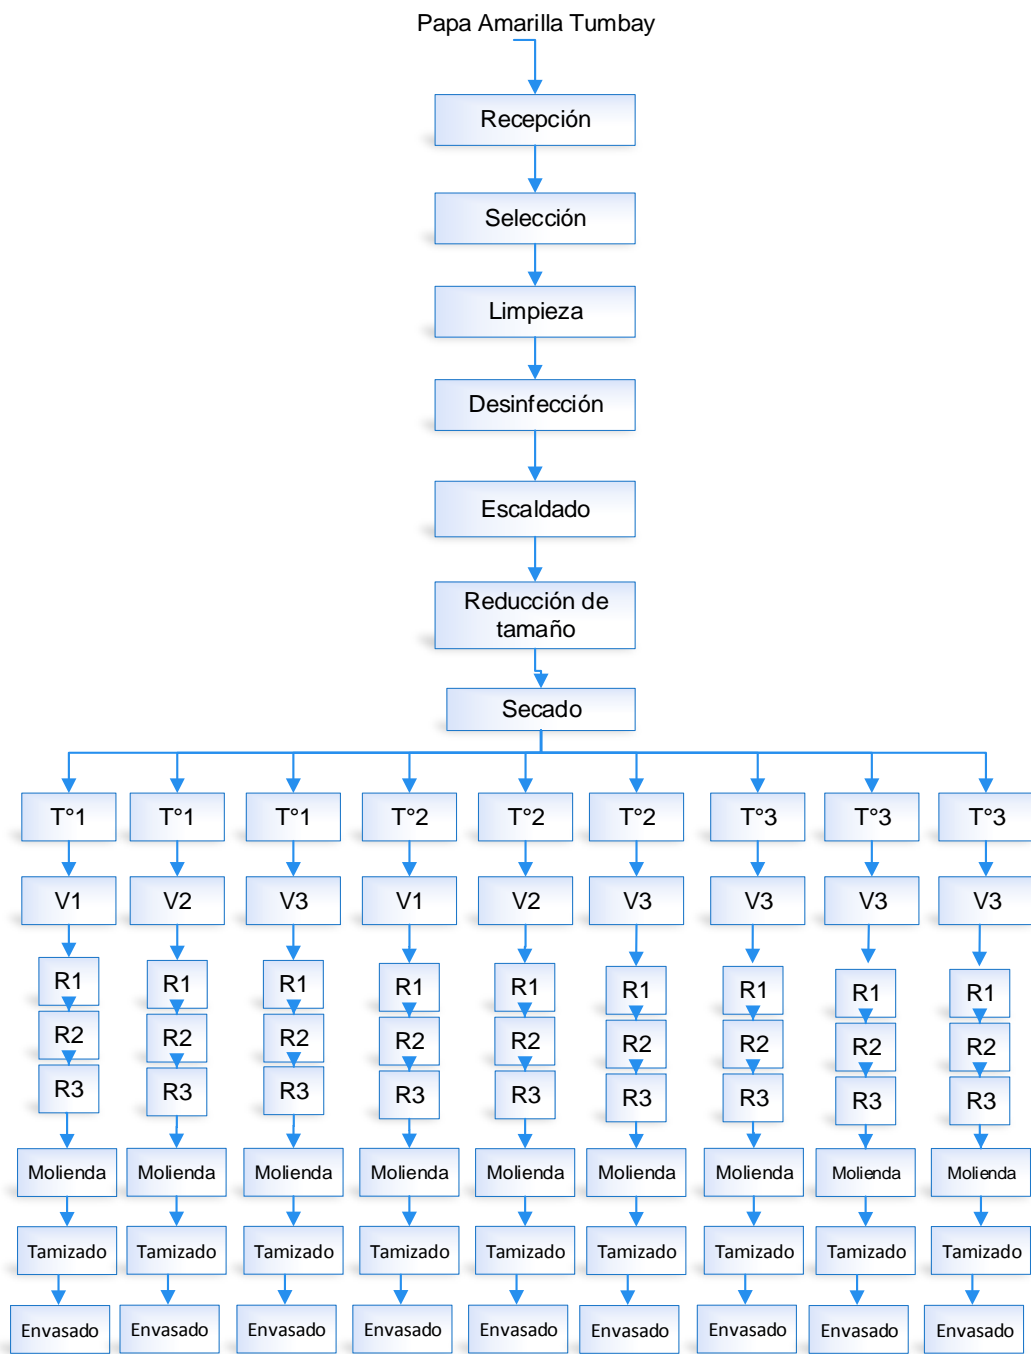 Papa Amarilla Tumbay
Recepción
Selección
Limpieza
Desinfección
Escaldado
Reducción de
tamaño
Secado
T°1 T°1 T°1 T°2 T°2 T°2 T°3 T°3 T°3
V1 V2 V3 V1 V2 V3 V3 V3 V3
R1 R1 R1 R1 R1 R1 R1 R1 R1
R2 R2 R2 R2 R2 R2 R2 R2 R2
R3 R3 R3 R3 R3 R3 R3 R3 R3
Molienda Molienda Molienda Molienda Molienda Molienda Molienda Molienda Molienda
Tamizado Tamizado Tamizado Tamizado Tamizado Tamizado Tamizado Tamizado Tamizado
Envasado Envasado Envasado Envasado Envasado Envasado Envasado Envasado Envasado